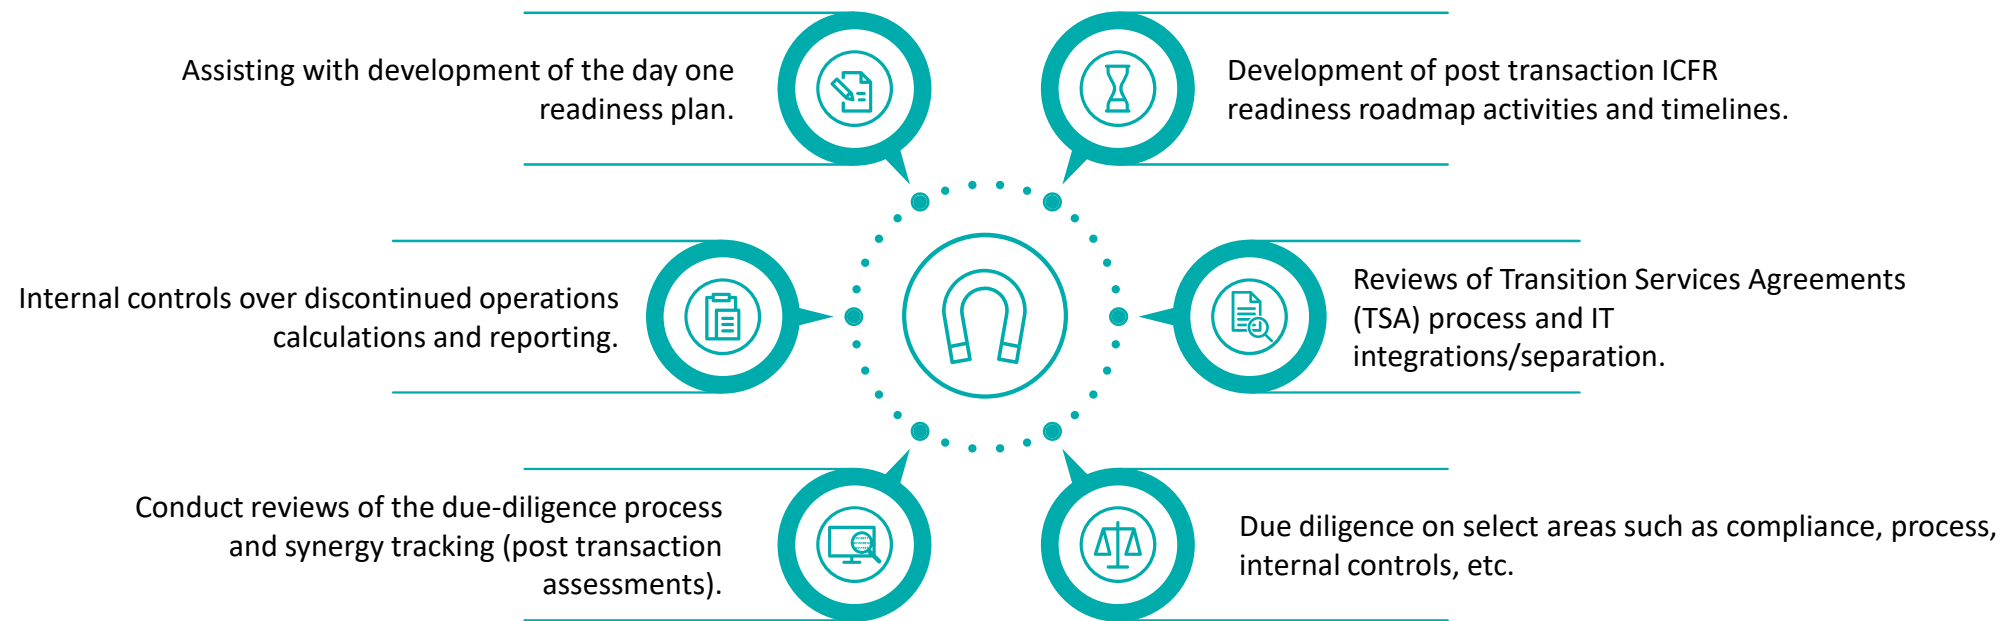 Assisting with development of the day one
readiness plan.
Development of post transaction ICFR
readiness roadmap activities and timelines.
Internal controls over discontinued operations
calculations and reporting.
Reviews of Transition Services Agreements
(TSA) process and IT
integrations/separation.
Conduct reviews of the due-diligence process
and synergy tracking (post transaction
assessments).
Due diligence on select areas such as compliance, process,
internal controls, etc.